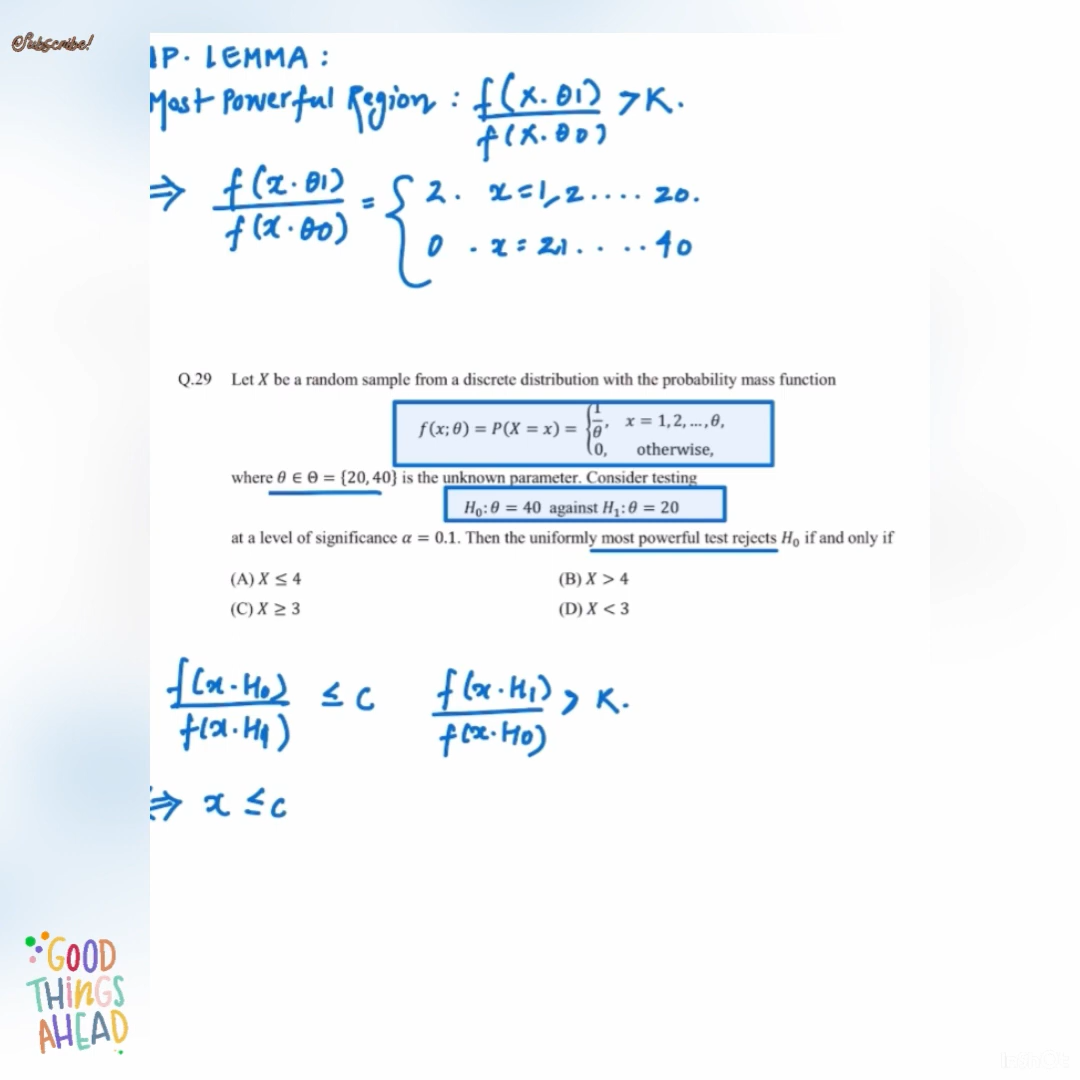 @Subscribe!
IP. LEMMA :
Most Powerful Region : f(x.θ1) / f(x.θ0) > K.
⇒ f(x.θ1) / f(x.θ0) = { 2. x=1,2.... 20.
0 . x = 21. . . ..40
Q.29 Let X be a random sample from a discrete distribution with the probability mass function
f(x; θ) = P(X = x) = { 1/θ, x = 1, 2, ..., θ,
0, otherwise,
where θ ∈ Θ = {20, 40} is the unknown parameter. Consider testing
H₀: θ = 40 against H₁: θ = 20
at a level of significance α = 0.1. Then the uniformly most powerful test rejects H₀ if and only if
(A) X ≤ 4 (B) X > 4
(C) X ≥ 3 (D) X < 3
f(x.H0) / f(x.H1) ≤ c f(x.H1) / f(x.H0) > K.
⇒ x ≤ c
GOOD
THiNGS
AHEAD